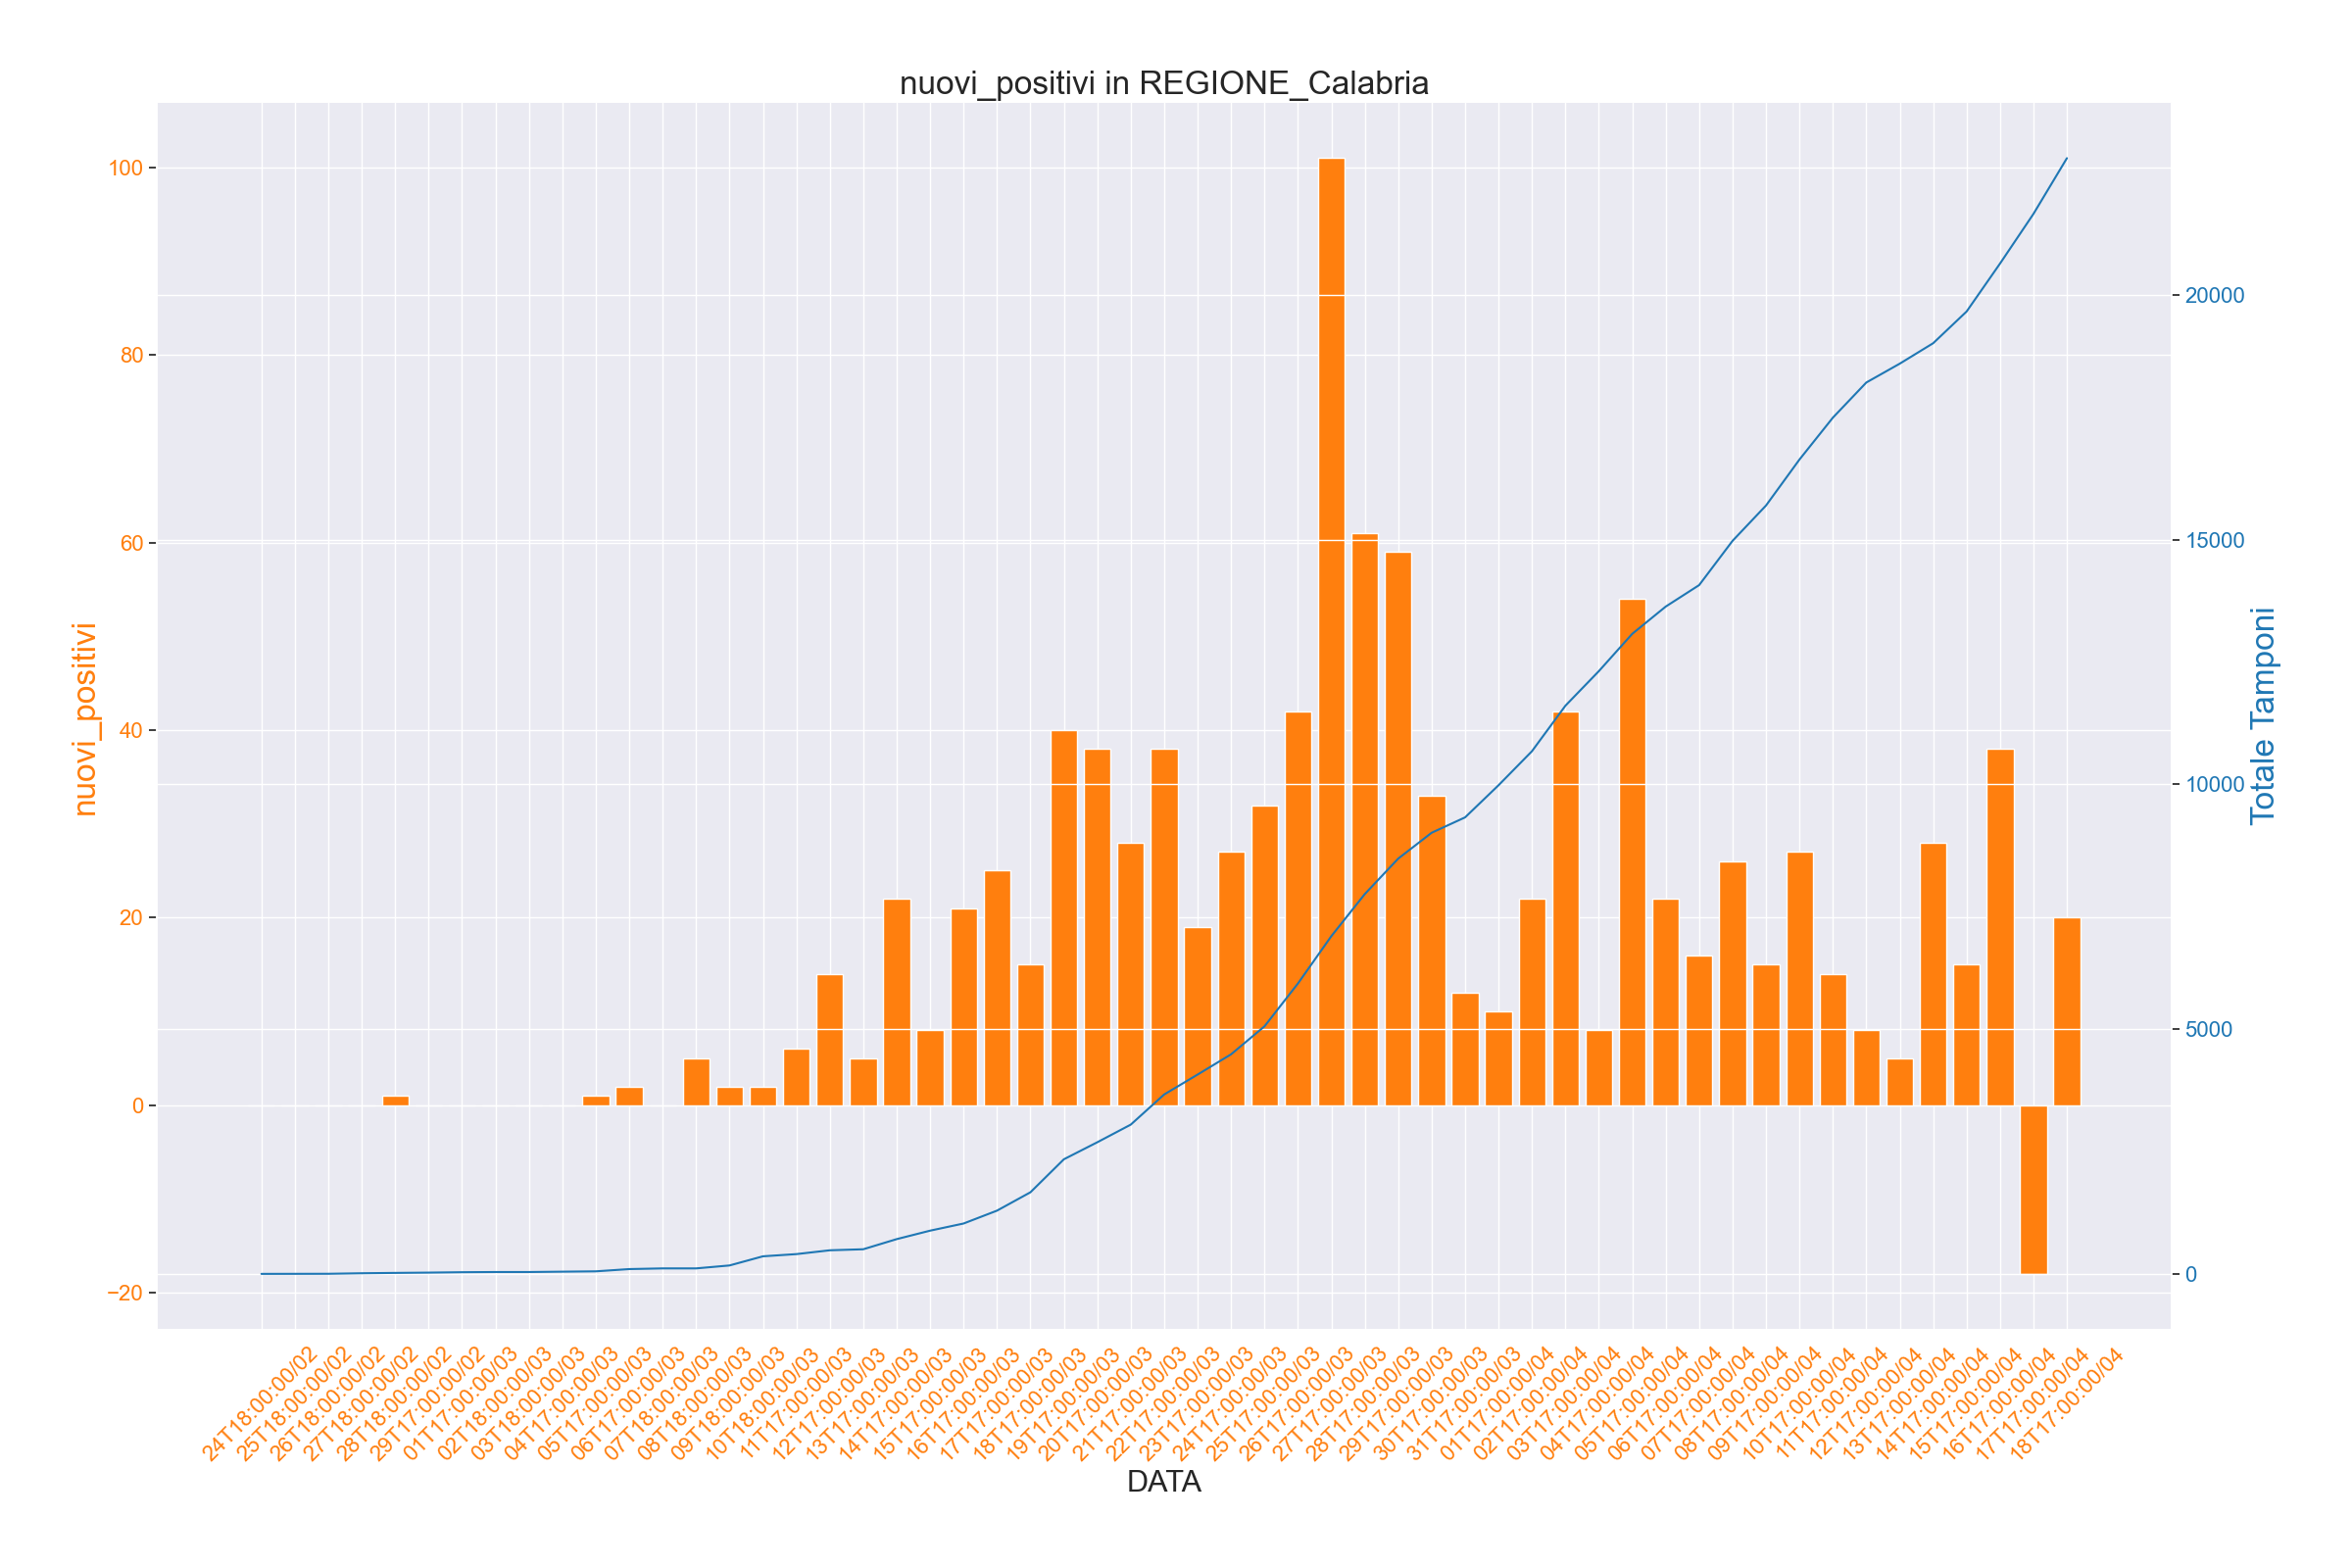 nuovi_positivi in REGIONE_Calabria
100
80
60
40
20
0
−20
nuovi_positivi
20000
15000
10000
5000
0
Totale Tamponi
24T18:00:00/02
25T18:00:00/02
26T18:00:00/02
27T18:00:00/02
28T18:00:00/02
29T17:00:00/02
01T17:00:00/03
02T18:00:00/03
03T18:00:00/03
04T17:00:00/03
05T17:00:00/03
06T17:00:00/03
07T18:00:00/03
08T18:00:00/03
09T18:00:00/03
10T18:00:00/03
11T17:00:00/03
12T17:00:00/03
13T17:00:00/03
14T17:00:00/03
15T17:00:00/03
16T17:00:00/03
17T17:00:00/03
18T17:00:00/03
19T17:00:00/03
20T17:00:00/03
21T17:00:00/03
22T17:00:00/03
23T17:00:00/03
24T17:00:00/03
25T17:00:00/03
26T17:00:00/03
27T17:00:00/03
28T17:00:00/03
29T17:00:00/03
30T17:00:00/03
31T17:00:00/03
01T17:00:00/04
02T17:00:00/04
03T17:00:00/04
04T17:00:00/04
05T17:00:00/04
06T17:00:00/04
07T17:00:00/04
08T17:00:00/04
09T17:00:00/04
10T17:00:00/04
11T17:00:00/04
12T17:00:00/04
13T17:00:00/04
14T17:00:00/04
15T17:00:00/04
16T17:00:00/04
17T17:00:00/04
18T17:00:00/04
DATA